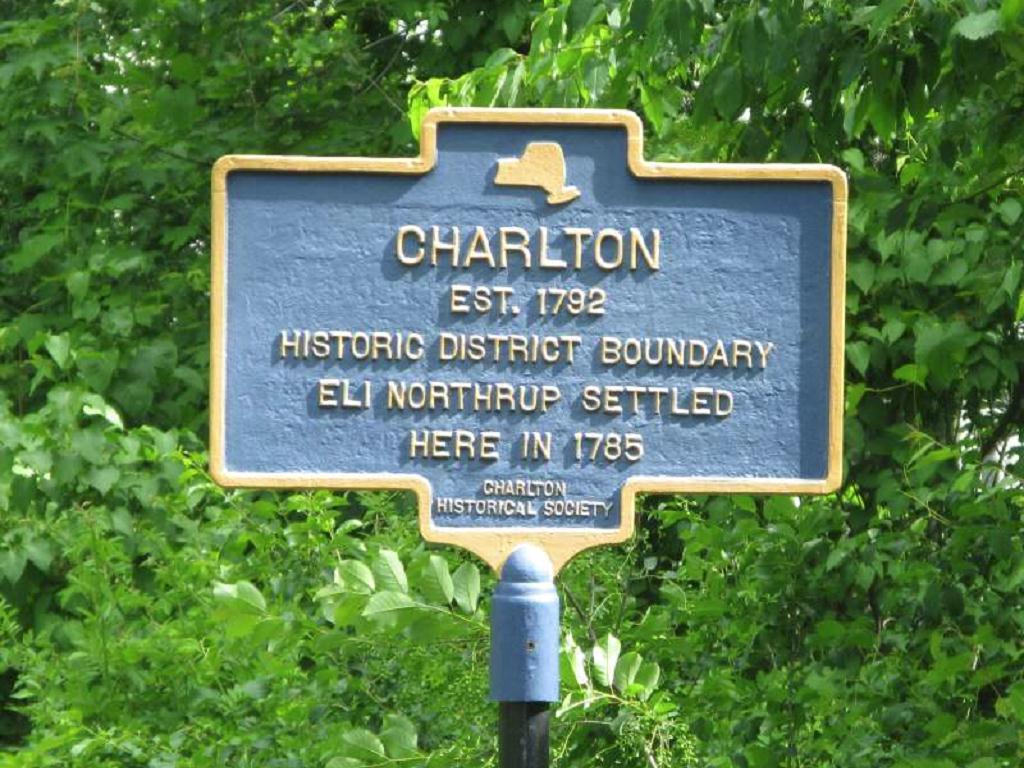 CHARLTON
EST. 1792
HISTORIC DISTRICT BOUNDARY
ELI NORTHRUP SETTLED
HERE IN 1785
CHARLTON
HISTORICAL SOCIETY